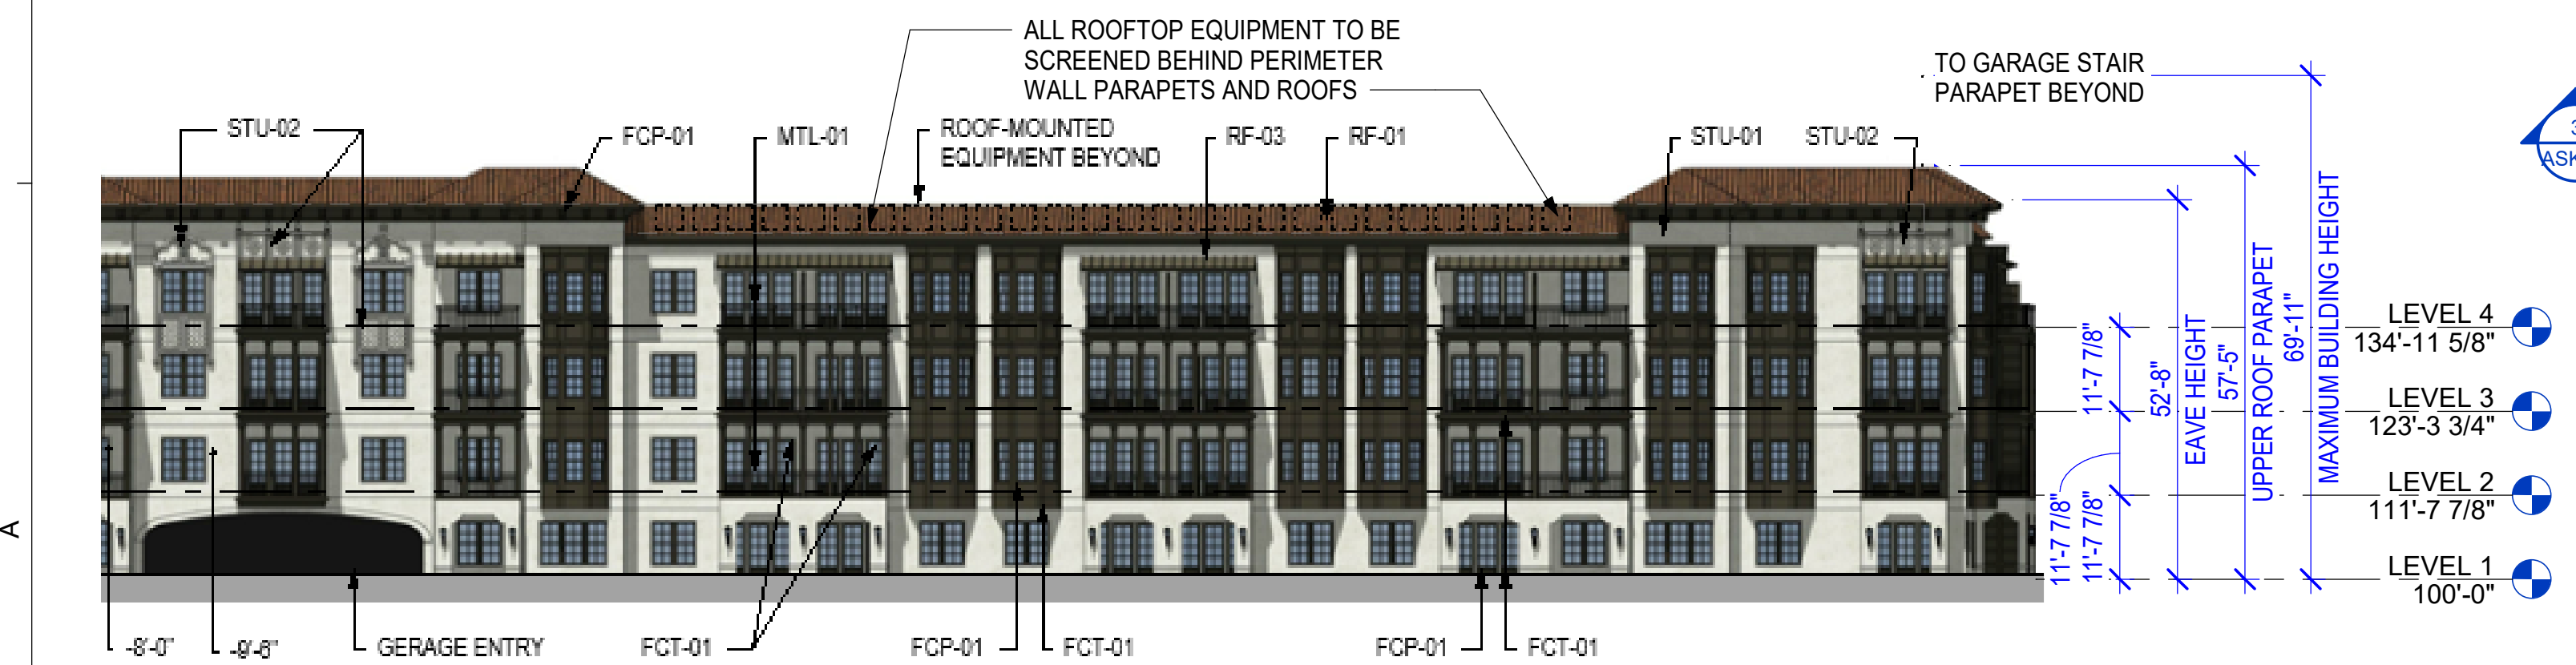 ALL ROOFTOP EQUIPMENT TO BE
SCREENED BEHIND PERIMETER
WALL PARAPETS AND ROOFS
TO GARAGE STAIR
PARAPET BEYOND
STU-02
FCP-01
MTL-01
ROOF-MOUNTED
EQUIPMENT BEYOND
RF-03
RF-01
STU-01
STU-02
3
ASK
A
-8'-0"
-9'-6"
GERAGE ENTRY
FCT-01
FCP-01
FCT-01
FCP-01
FCT-01
11'-7 7/8"
11'-7 7/8"
11'-7 7/8"
52'-8"
EAVE HEIGHT
57'-5"
UPPER ROOF PARAPET
69'-11"
MAXIMUM BUILDING HEIGHT
LEVEL 4
134'-11 5/8"
LEVEL 3
123'-3 3/4"
LEVEL 2
111'-7 7/8"
LEVEL 1
100'-0"